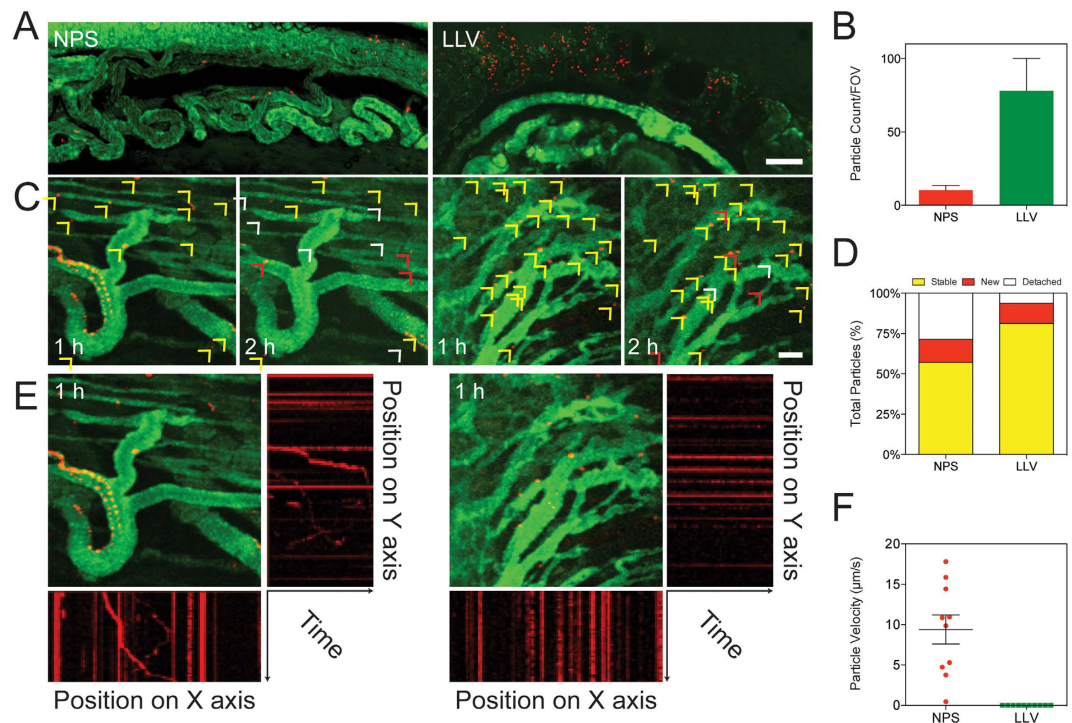 A
NPS
LLV
B
Particle Count/FOV
100
50
0
NPS
LLV
C
1 h
2 h
1 h
2 h
D
Stable
New
Detached
Total Particles (%)
100%
75%
50%
25%
0%
NPS
LLV
E
1 h
Position on Y axis
Time
Position on X axis
1 h
Position on Y axis
Time
Position on X axis
F
Particle Velocity (µm/s)
20
15
10
5
0
NPS
LLV